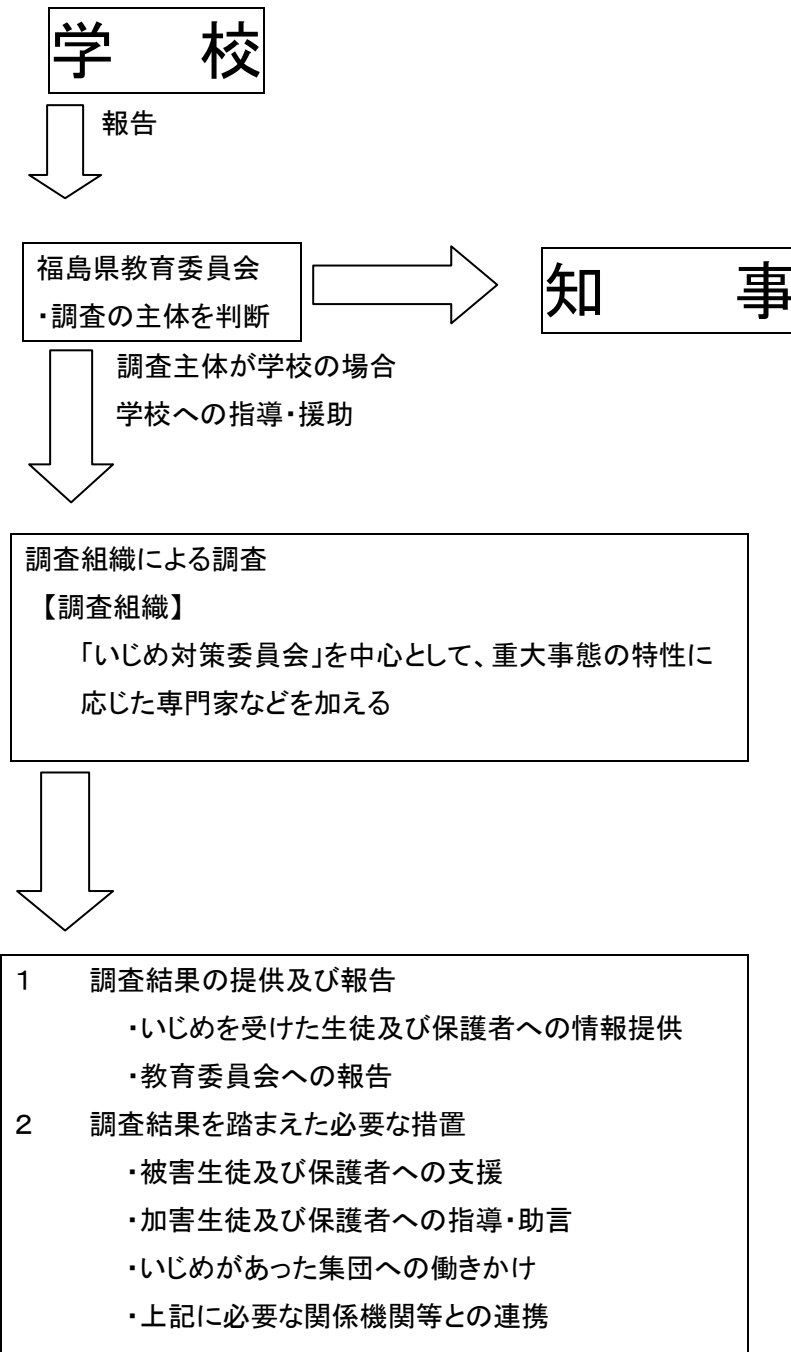 学　校
報告
福島県教育委員会
・調査の主体を判断
知　事
調査主体が学校の場合
学校への指導・援助
調査組織による調査
【調査組織】
「いじめ対策委員会」を中心として、重大事態の特性に
応じた専門家などを加える
１　調査結果の提供及び報告
・いじめを受けた生徒及び保護者への情報提供
・教育委員会への報告
２　調査結果を踏まえた必要な措置
・被害生徒及び保護者への支援
・加害生徒及び保護者への指導・助言
・いじめがあった集団への働きかけ
・上記に必要な関係機関等との連携